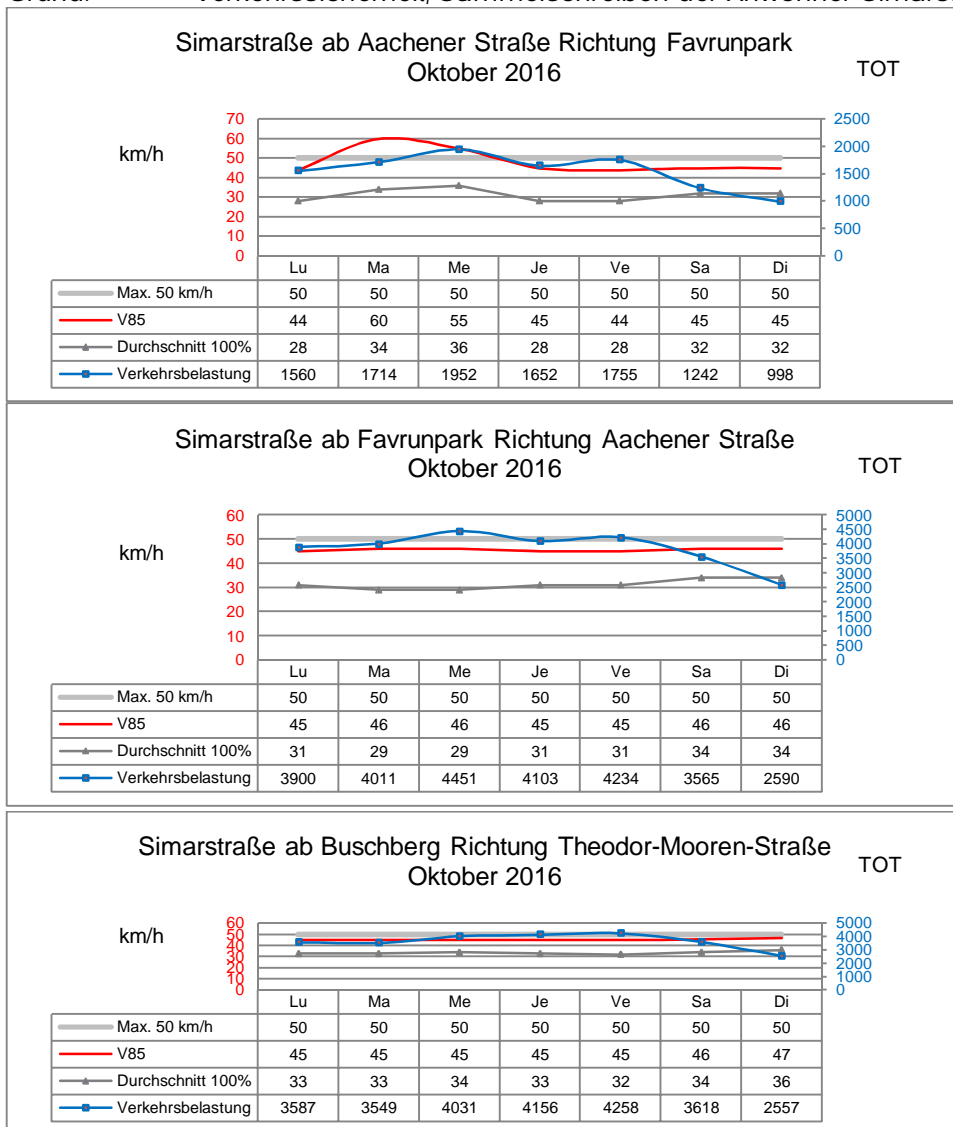 Grund: Verkehrssicherheit, Sammelschreiben der Anwohner Simars
Simarstraße ab Aachener Straße Richtung Favrunpark
Oktober 2016
TOT
km/h
70
60
50
40
30
20
10
0
2500
2000
1500
1000
500
0
Lu Ma Me Je Ve Sa Di
Max. 50 km/h 50 50 50 50 50 50 50
V85 44 60 55 45 44 45 45
Durchschnitt 100% 28 34 36 28 28 32 32
Verkehrsbelastung 1560 1714 1952 1652 1755 1242 998
Simarstraße ab Favrunpark Richtung Aachener Straße
Oktober 2016
TOT
km/h
60
50
40
30
20
10
0
5000
4500
4000
3500
3000
2500
2000
1500
1000
500
0
Lu Ma Me Je Ve Sa Di
Max. 50 km/h 50 50 50 50 50 50 50
V85 45 46 46 45 45 46 46
Durchschnitt 100% 31 29 29 31 31 34 34
Verkehrsbelastung 3900 4011 4451 4103 4234 3565 2590
Simarstraße ab Buschberg Richtung Theodor-Mooren-Straße
Oktober 2016
TOT
km/h
60
50
40
30
20
10
0
5000
4000
3000
2000
1000
0
Lu Ma Me Je Ve Sa Di
Max. 50 km/h 50 50 50 50 50 50 50
V85 45 45 45 45 45 46 47
Durchschnitt 100% 33 33 34 33 32 34 36
Verkehrsbelastung 3587 3549 4031 4156 4258 3618 2557